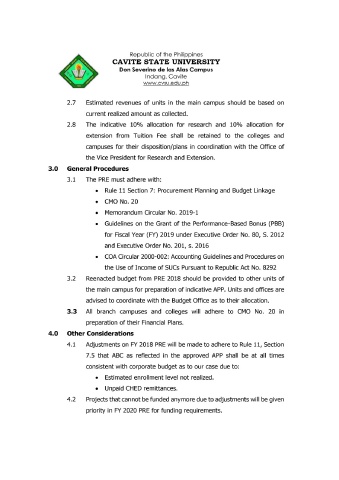 Republic of the Philippines
CAVITE STATE UNIVERSITY
Don Severino de las Alas Campus
Indang, Cavite
www.cvsu.edu.ph
2.7 Estimated revenues of units in the main campus should be based on
current realized amount as collected.
2.8 The indicative 10% allocation for research and 10% allocation for
extension from Tuition Fee shall be retained to the colleges and
campuses for their disposition/plans in coordination with the Office of
the Vice President for Research and Extension.
3.0 General Procedures
3.1 The PRE must adhere with:
• Rule 11 Section 7: Procurement Planning and Budget Linkage
• CMO No. 20
• Memorandum Circular No. 2019-1
• Guidelines on the Grant of the Performance-Based Bonus (PBB)
for Fiscal Year (FY) 2019 under Executive Order No. 80, S. 2012
and Executive Order No. 201, s. 2016
• COA Circular 2000-002: Accounting Guidelines and Procedures on
the Use of Income of SUCs Pursuant to Republic Act No. 8292
3.2 Reenacted budget from PRE 2018 should be provided to other units of
the main campus for preparation of indicative APP. Units and offices are
advised to coordinate with the Budget Office as to their allocation.
3.3 All branch campuses and colleges will adhere to CMO No. 20 in
preparation of their Financial Plans.
4.0 Other Considerations
4.1 Adjustments on FY 2018 PRE will be made to adhere to Rule 11, Section
7.5 that ABC as reflected in the approved APP shall be at all times
consistent with corporate budget as to our case due to:
• Estimated enrollment level not realized.
• Unpaid CHED remittances.
4.2 Projects that cannot be funded anymore due to adjustments will be given
priority in FY 2020 PRE for funding requirements.